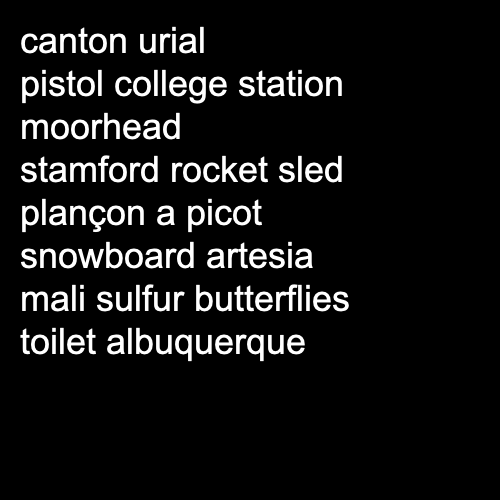 canton urial
pistol college station
moorhead
stamford rocket sled
plançon a picot
snowboard artesia
mali sulfur butterflies
toilet albuquerque